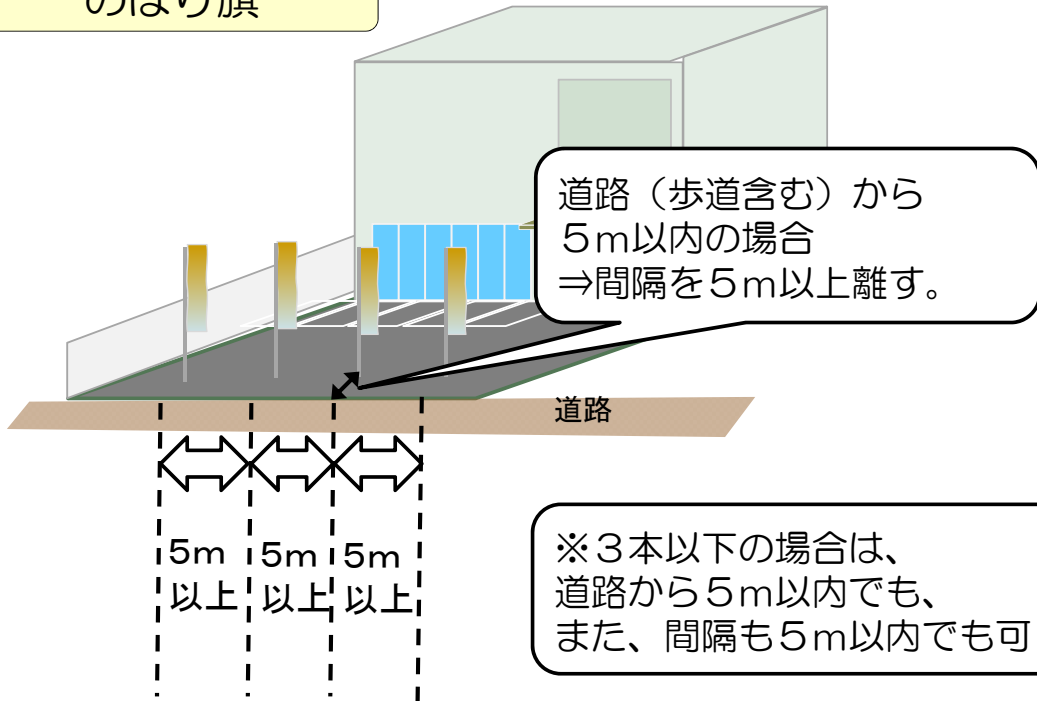 のぼり旗
道路（歩道含む）から
５ｍ以内の場合
⇒間隔を５ｍ以上離す。
道路
5m
以上
5m
以上
5m
以上
※３本以下の場合は、
道路から５ｍ以内でも、
また、間隔も５ｍ以内でも可